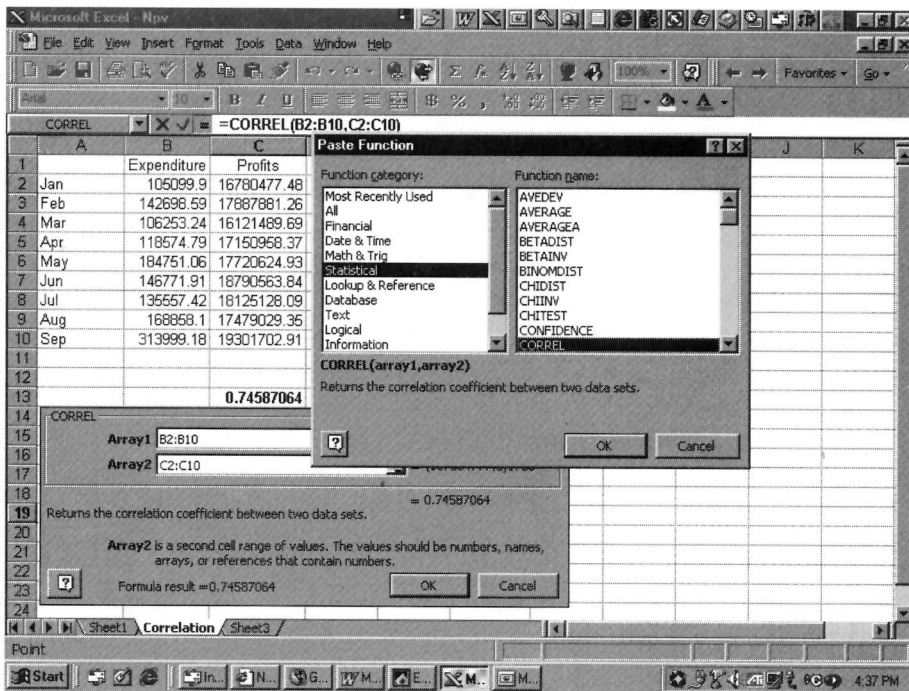 Microsoft Excel - Npv
File Edit View Insert Format Tools Data Window Help
100% Favorites Go
Arial 10 B I U
CORREL =CORREL(B2:B10,C2:C10)
A B C J K
1 Expenditure Profits
2 Jan 105099.9 16780477.48
3 Feb 142698.59 17887881.26
4 Mar 106253.24 16121489.69
5 Apr 118574.79 17150958.37
6 May 184751.06 17720624.93
7 Jun 146771.91 18790563.84
8 Jul 135557.42 18125128.09
9 Aug 168858.1 17479029.35
10 Sep 313999.18 19301702.91
11
12
13 0.74587064
14
15
16
17
18
19
20
21
22
23
24
Paste Function
Function category:
Most Recently Used
All
Financial
Date & Time
Math & Trig
Statistical
Lookup & Reference
Database
Text
Logical
Information
Function name:
AVEDEV
AVERAGE
AVERAGEA
BETADIST
BETAINV
BINOMDIST
CHIDIST
CHIINV
CHITEST
CONFIDENCE
CORREL
CORREL(array1,array2)
Returns the correlation coefficient between two data sets.
OK Cancel
CORREL
Array1 B2:B10
Array2 C2:C10
= 0.74587064
Returns the correlation coefficient between two data sets.
Array2 is a second cell range of values. The values should be numbers, names,
arrays, or references that contain numbers.
Formula result =0.74587064
OK Cancel
Sheet1 Correlation Sheet3
Point
Start In... N... G... M... E... M.. M... 4:37 PM